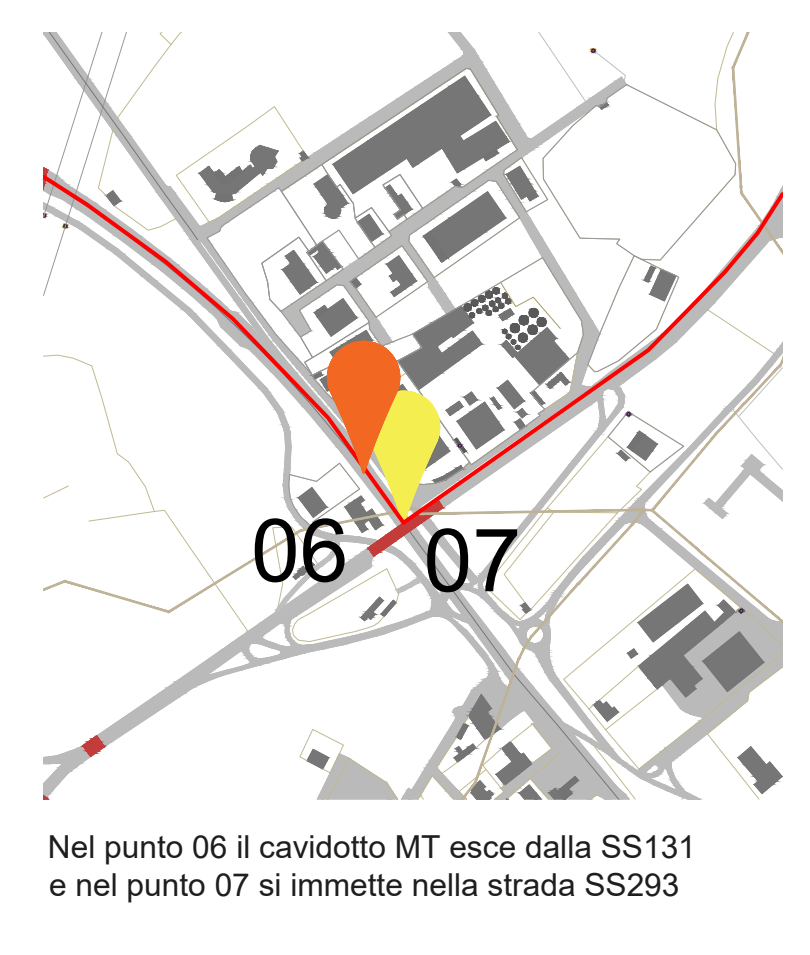 06
07
Nel punto 06 il cavidotto MT esce dalla SS131
e nel punto 07 si immette nella strada SS293